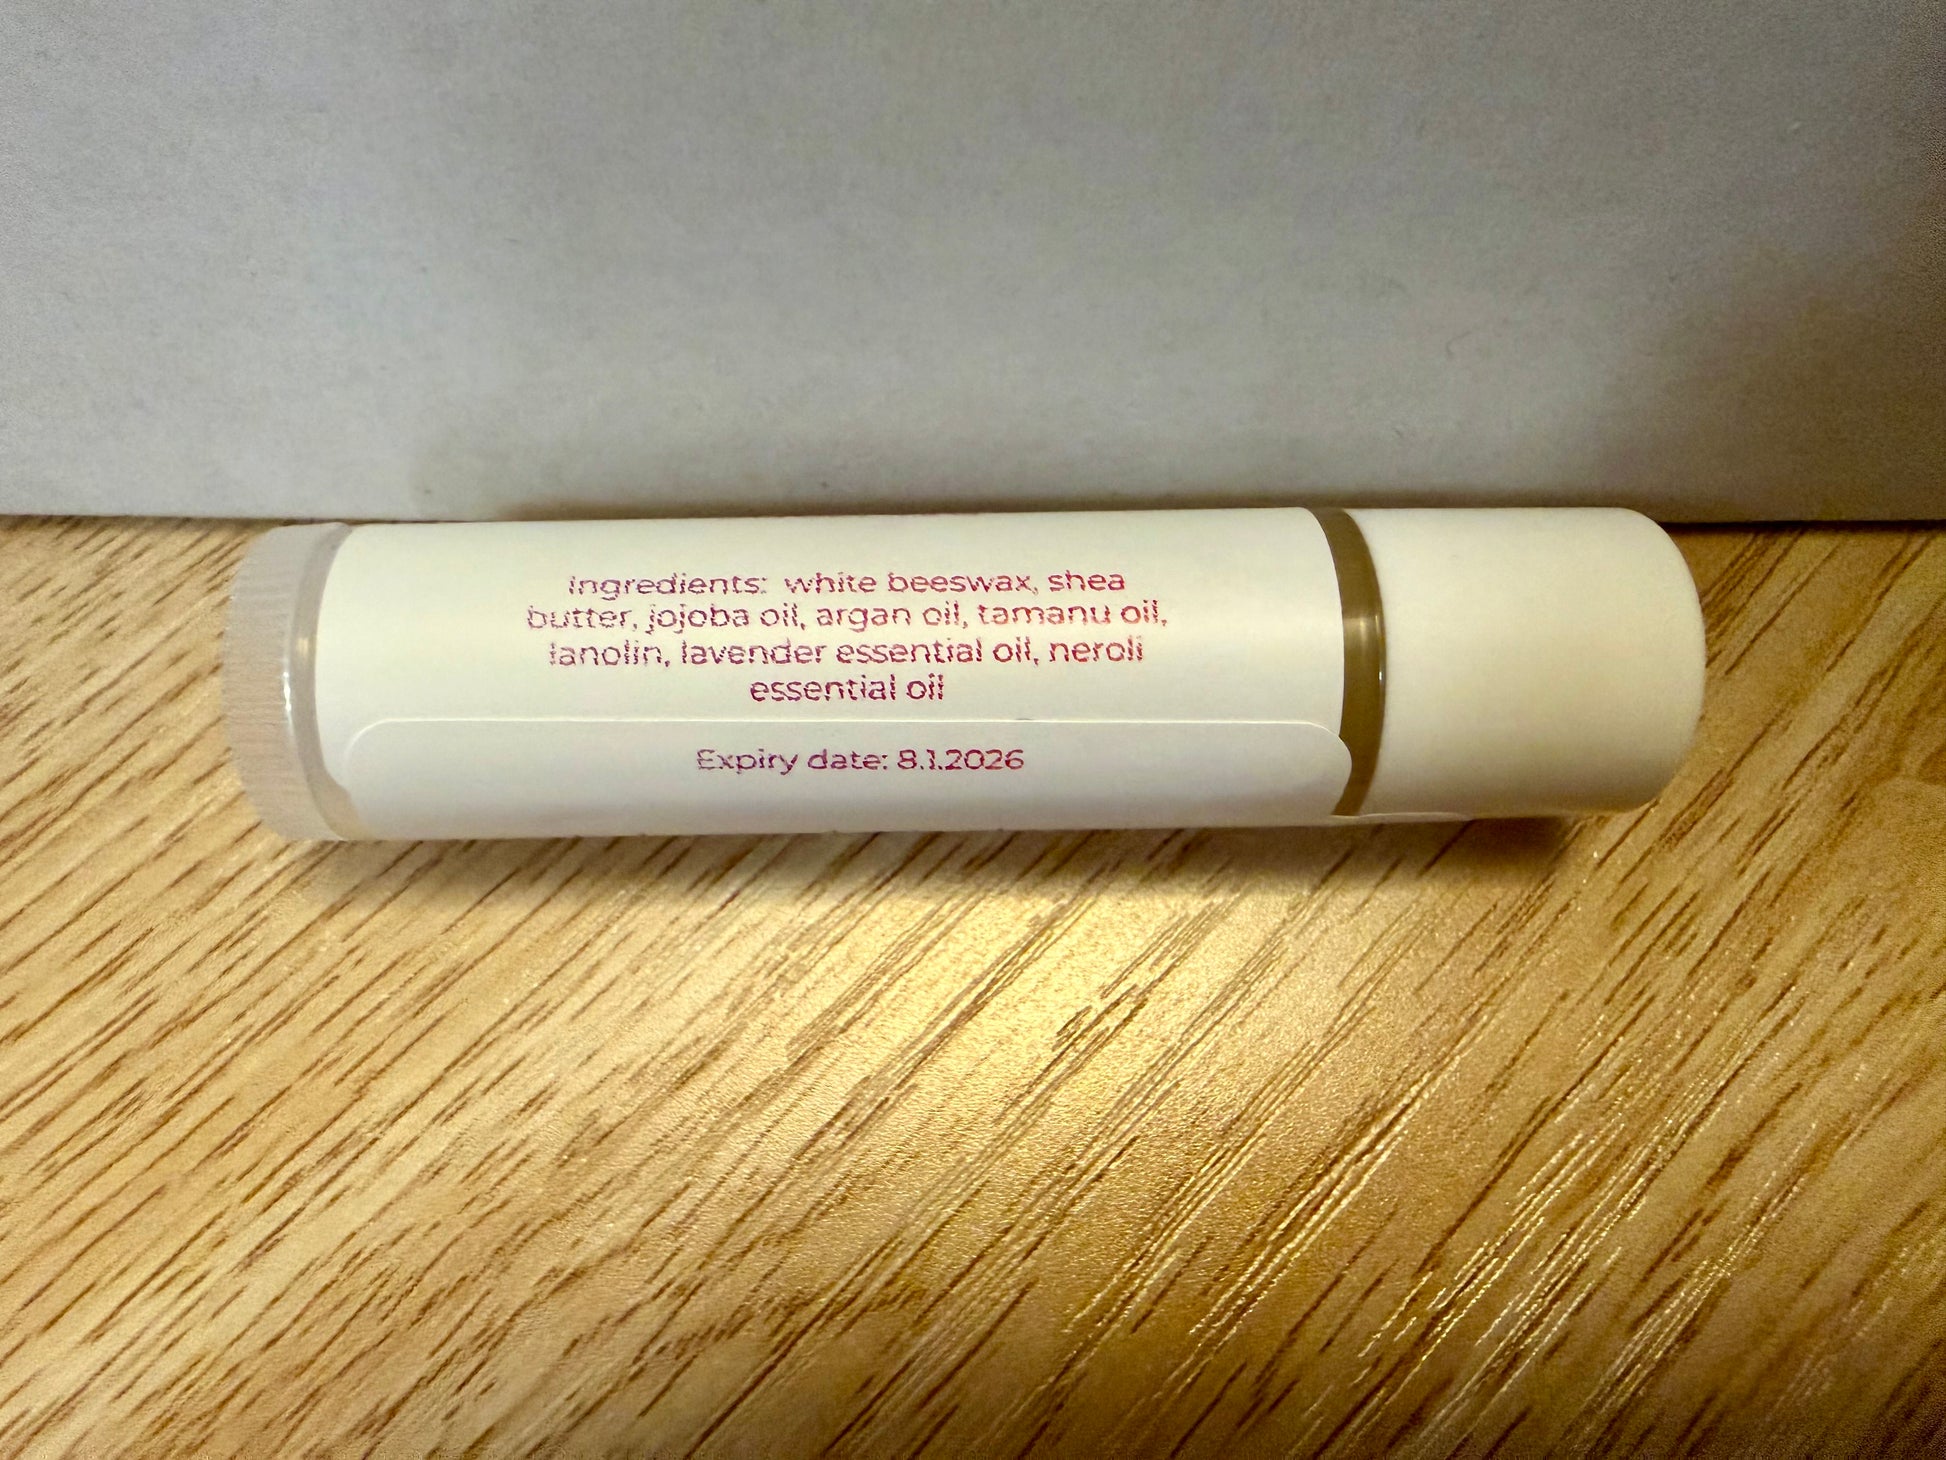 Ingredients:  white beeswax, shea
butter, jojoba oil, argan oil, tamanu oil,
lanolin, lavender essential oil, neroli
essential oil
Expiry date: 8.1.2026